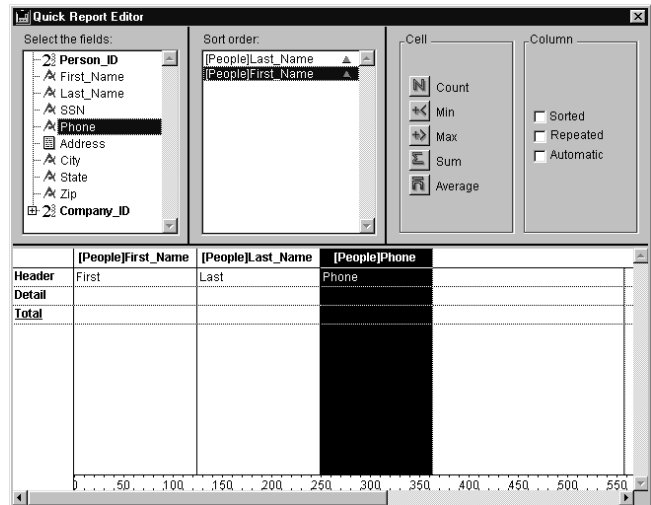 Quick Report Editor
Select the fields:
Person_ID
First_Name
Last_Name
SSN
Phone
Address
City
State
Zip
Company_ID
Sort order:
[People]Last_Name
[People]First_Name
Cell
N Count
Min
Max
Σ Sum
n Average
Column
Sorted
Repeated
Automatic
[People]First_Name [People]Last_Name [People]Phone
Header First Last Phone
Detail
Total
0 50 100 150 200 250 300 350 400 450 500 550